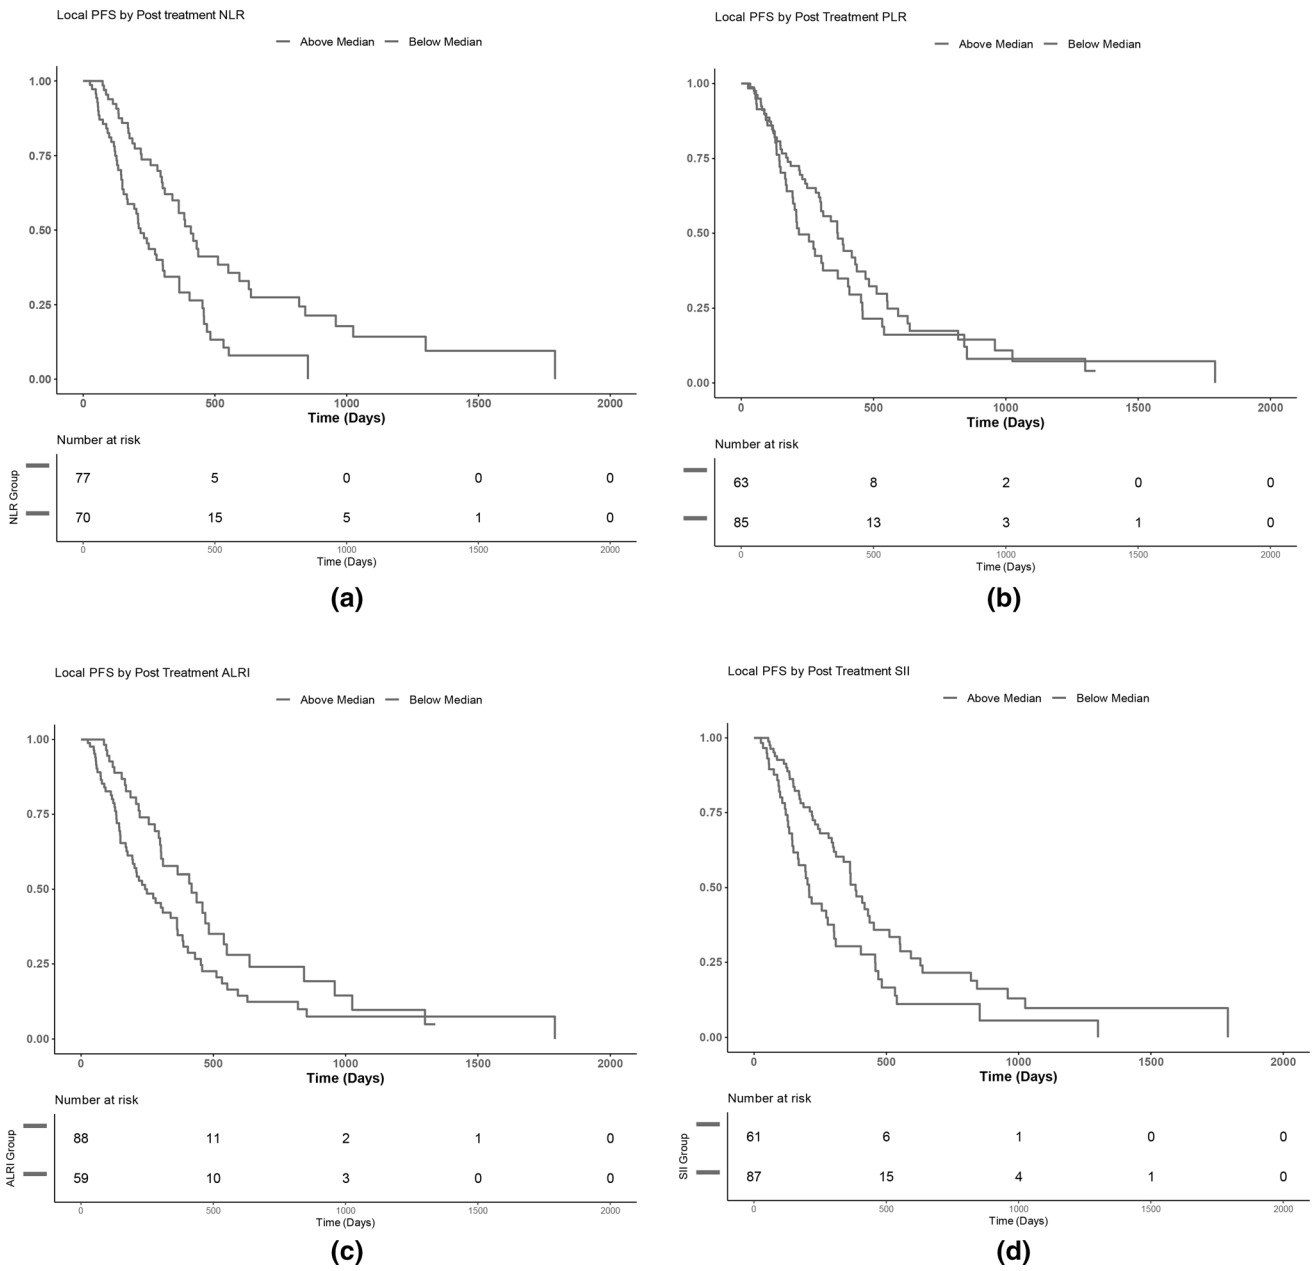 Local PFS by Post treatment NLR
Above Median Below Median
1.00
0.75
0.50
0.25
0.00
0 500 1000 1500 2000
Time (Days)
Number at risk
NLR Group
77 5 0 0 0
70 15 5 1 0
0 500 1000 1500 2000
Time (Days)
(a)
Local PFS by Post Treatment PLR
Above Median Below Median
1.00
0.75
0.50
0.25
0.00
0 500 1000 1500 2000
Time (Days)
Number at risk
63 8 2 0 0
85 13 3 1 0
0 500 1000 1500 2000
Time (Days)
(b)
Local PFS by Post Treatment ALRI
Above Median Below Median
1.00
0.75
0.50
0.25
0.00
0 500 1000 1500 2000
Time (Days)
Number at risk
ALRI Group
88 11 2 1 0
59 10 3 0 0
0 500 1000 1500 2000
Time (Days)
(c)
Local PFS by Post Treatment SII
Above Median Below Median
1.00
0.75
0.50
0.25
0.00
0 500 1000 1500 2000
Time (Days)
Number at risk
SII Group
61 6 1 0 0
87 15 4 1 0
0 500 1000 1500 2000
Time (Days)
(d)